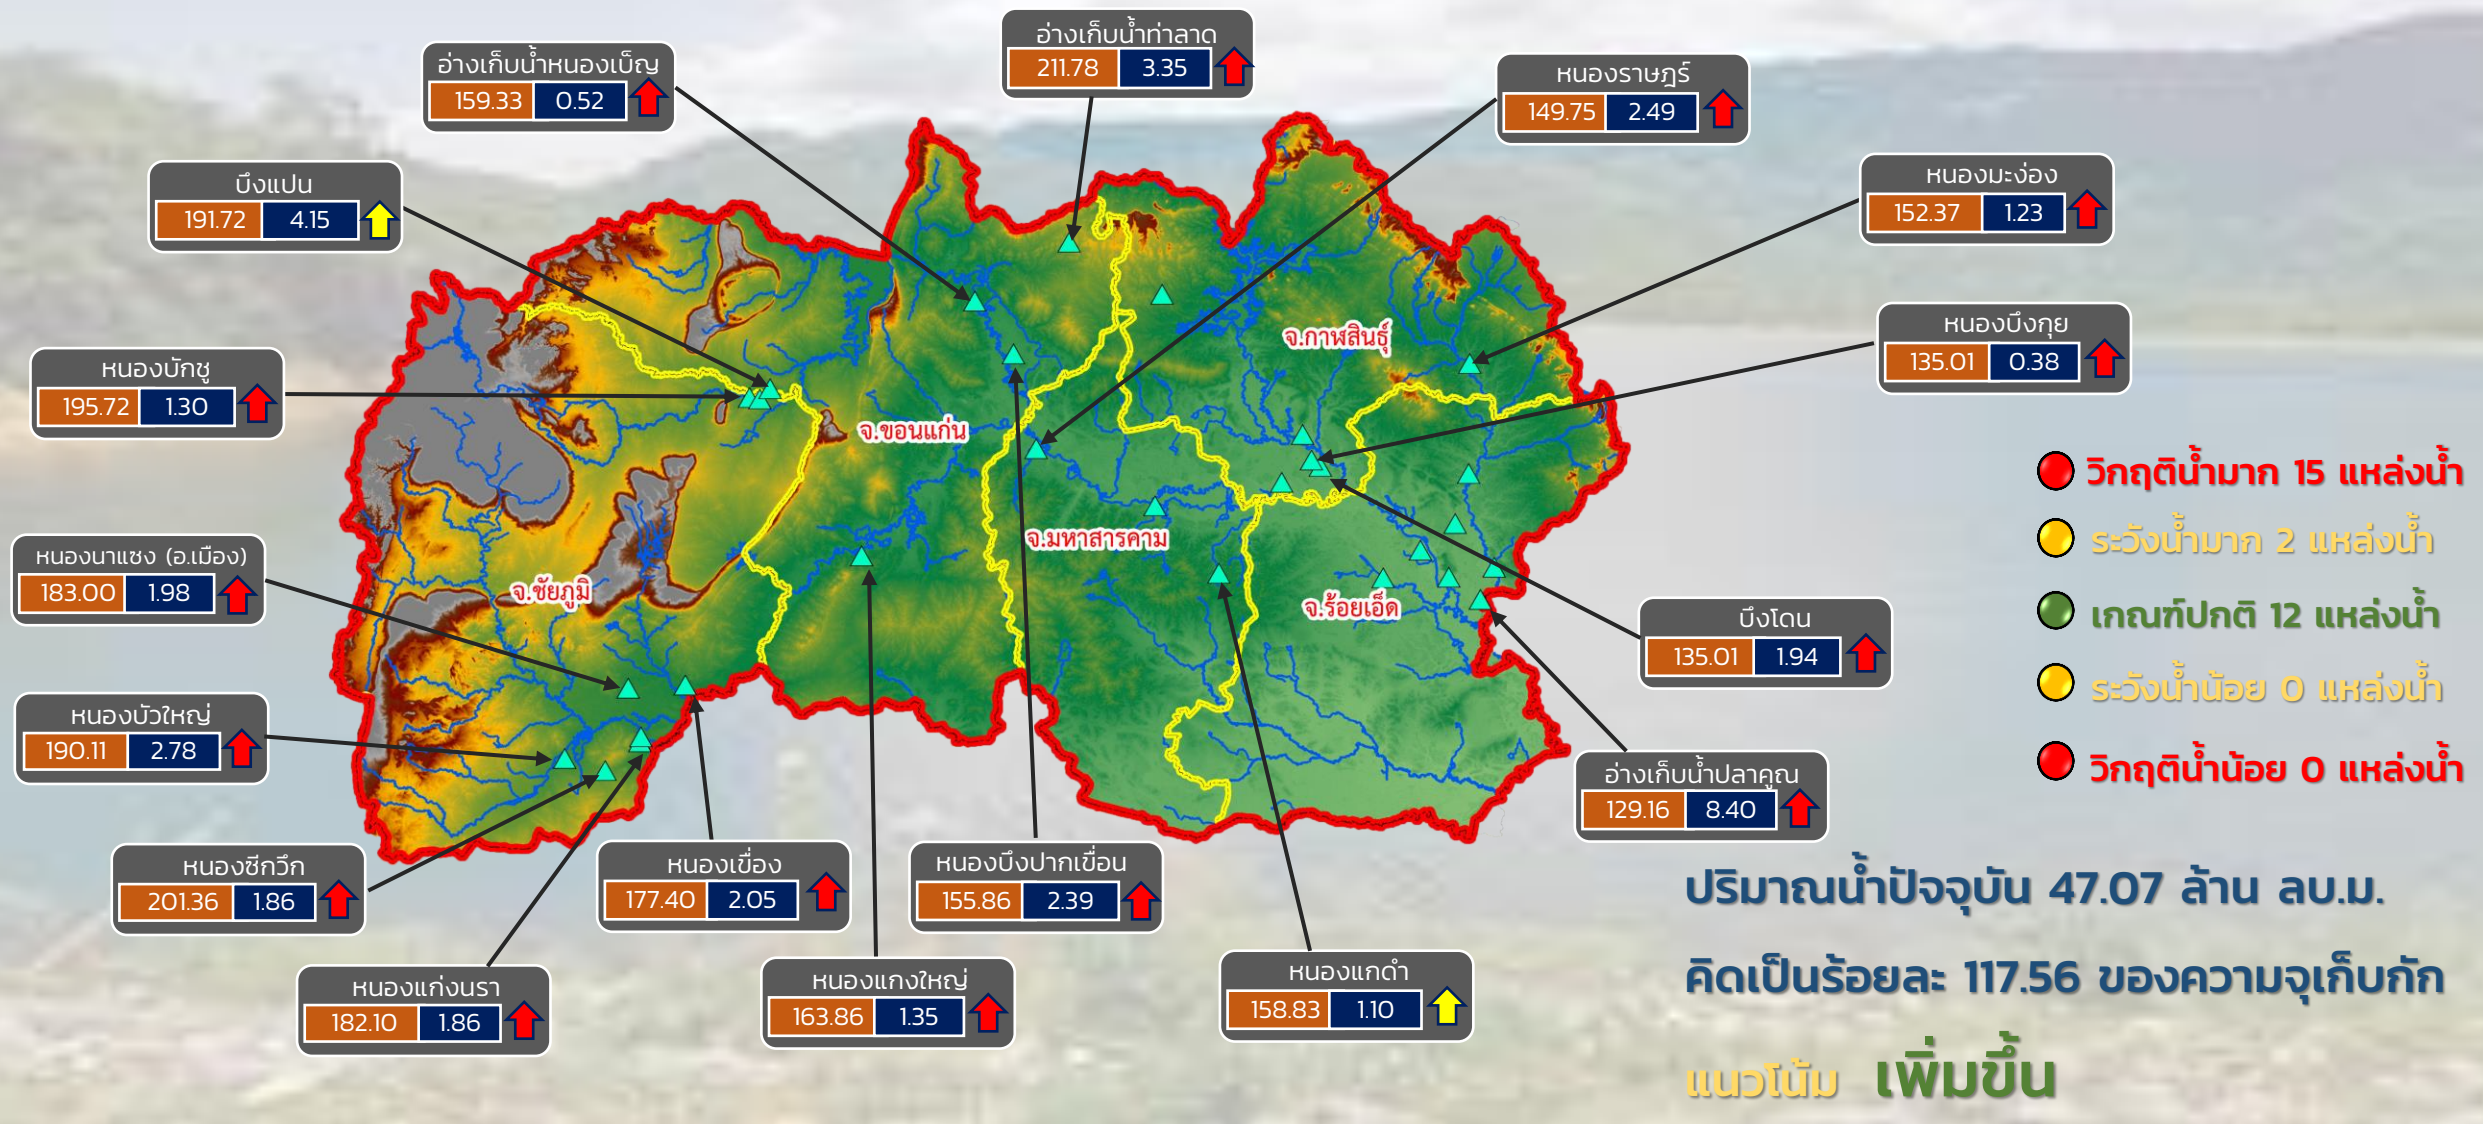 อ่างเก็บน้ำท่าลาด
211.78 3.35
อ่างเก็บน้ำหนองเบ็ญ
159.33 0.52
หนองราษฎร์
149.75 2.49
บึงแปน
191.72 4.15
หนองมะง่อง
152.37 1.23
หนองบึงกุย
135.01 0.38
หนองบักชู
195.72 1.30
จ.กาฬสินธุ์
จ.ขอนแก่น
จ.มหาสารคาม
จ.ชัยภูมิ
จ.ร้อยเอ็ด
วิกฤติน้ำมาก 15 แหล่งน้ำ
ระวังน้ำมาก 2 แหล่งน้ำ
เกณฑ์ปกติ 12 แหล่งน้ำ
ระวังน้ำน้อย 0 แหล่งน้ำ
วิกฤติน้ำน้อย 0 แหล่งน้ำ
หนองนาแซง (อ.เมือง)
183.00 1.98
บึงโดน
135.01 1.94
หนองบัวใหญ่
190.11 2.78
อ่างเก็บน้ำปลาคูณ
129.16 8.40
หนองซีกวึก
201.36 1.86
หนองเขื่อง
177.40 2.05
หนองบึงปากเขื่อน
155.86 2.39
หนองแก่งนรา
182.10 1.86
หนองแกงใหญ่
163.86 1.35
หนองแกดำ
158.83 1.10
ปริมาณน้ำปัจจุบัน 47.07 ล้าน ลบ.ม.
คิดเป็นร้อยละ 117.56 ของความจุเก็บกัก
แนวโน้ม เพิ่มขึ้น